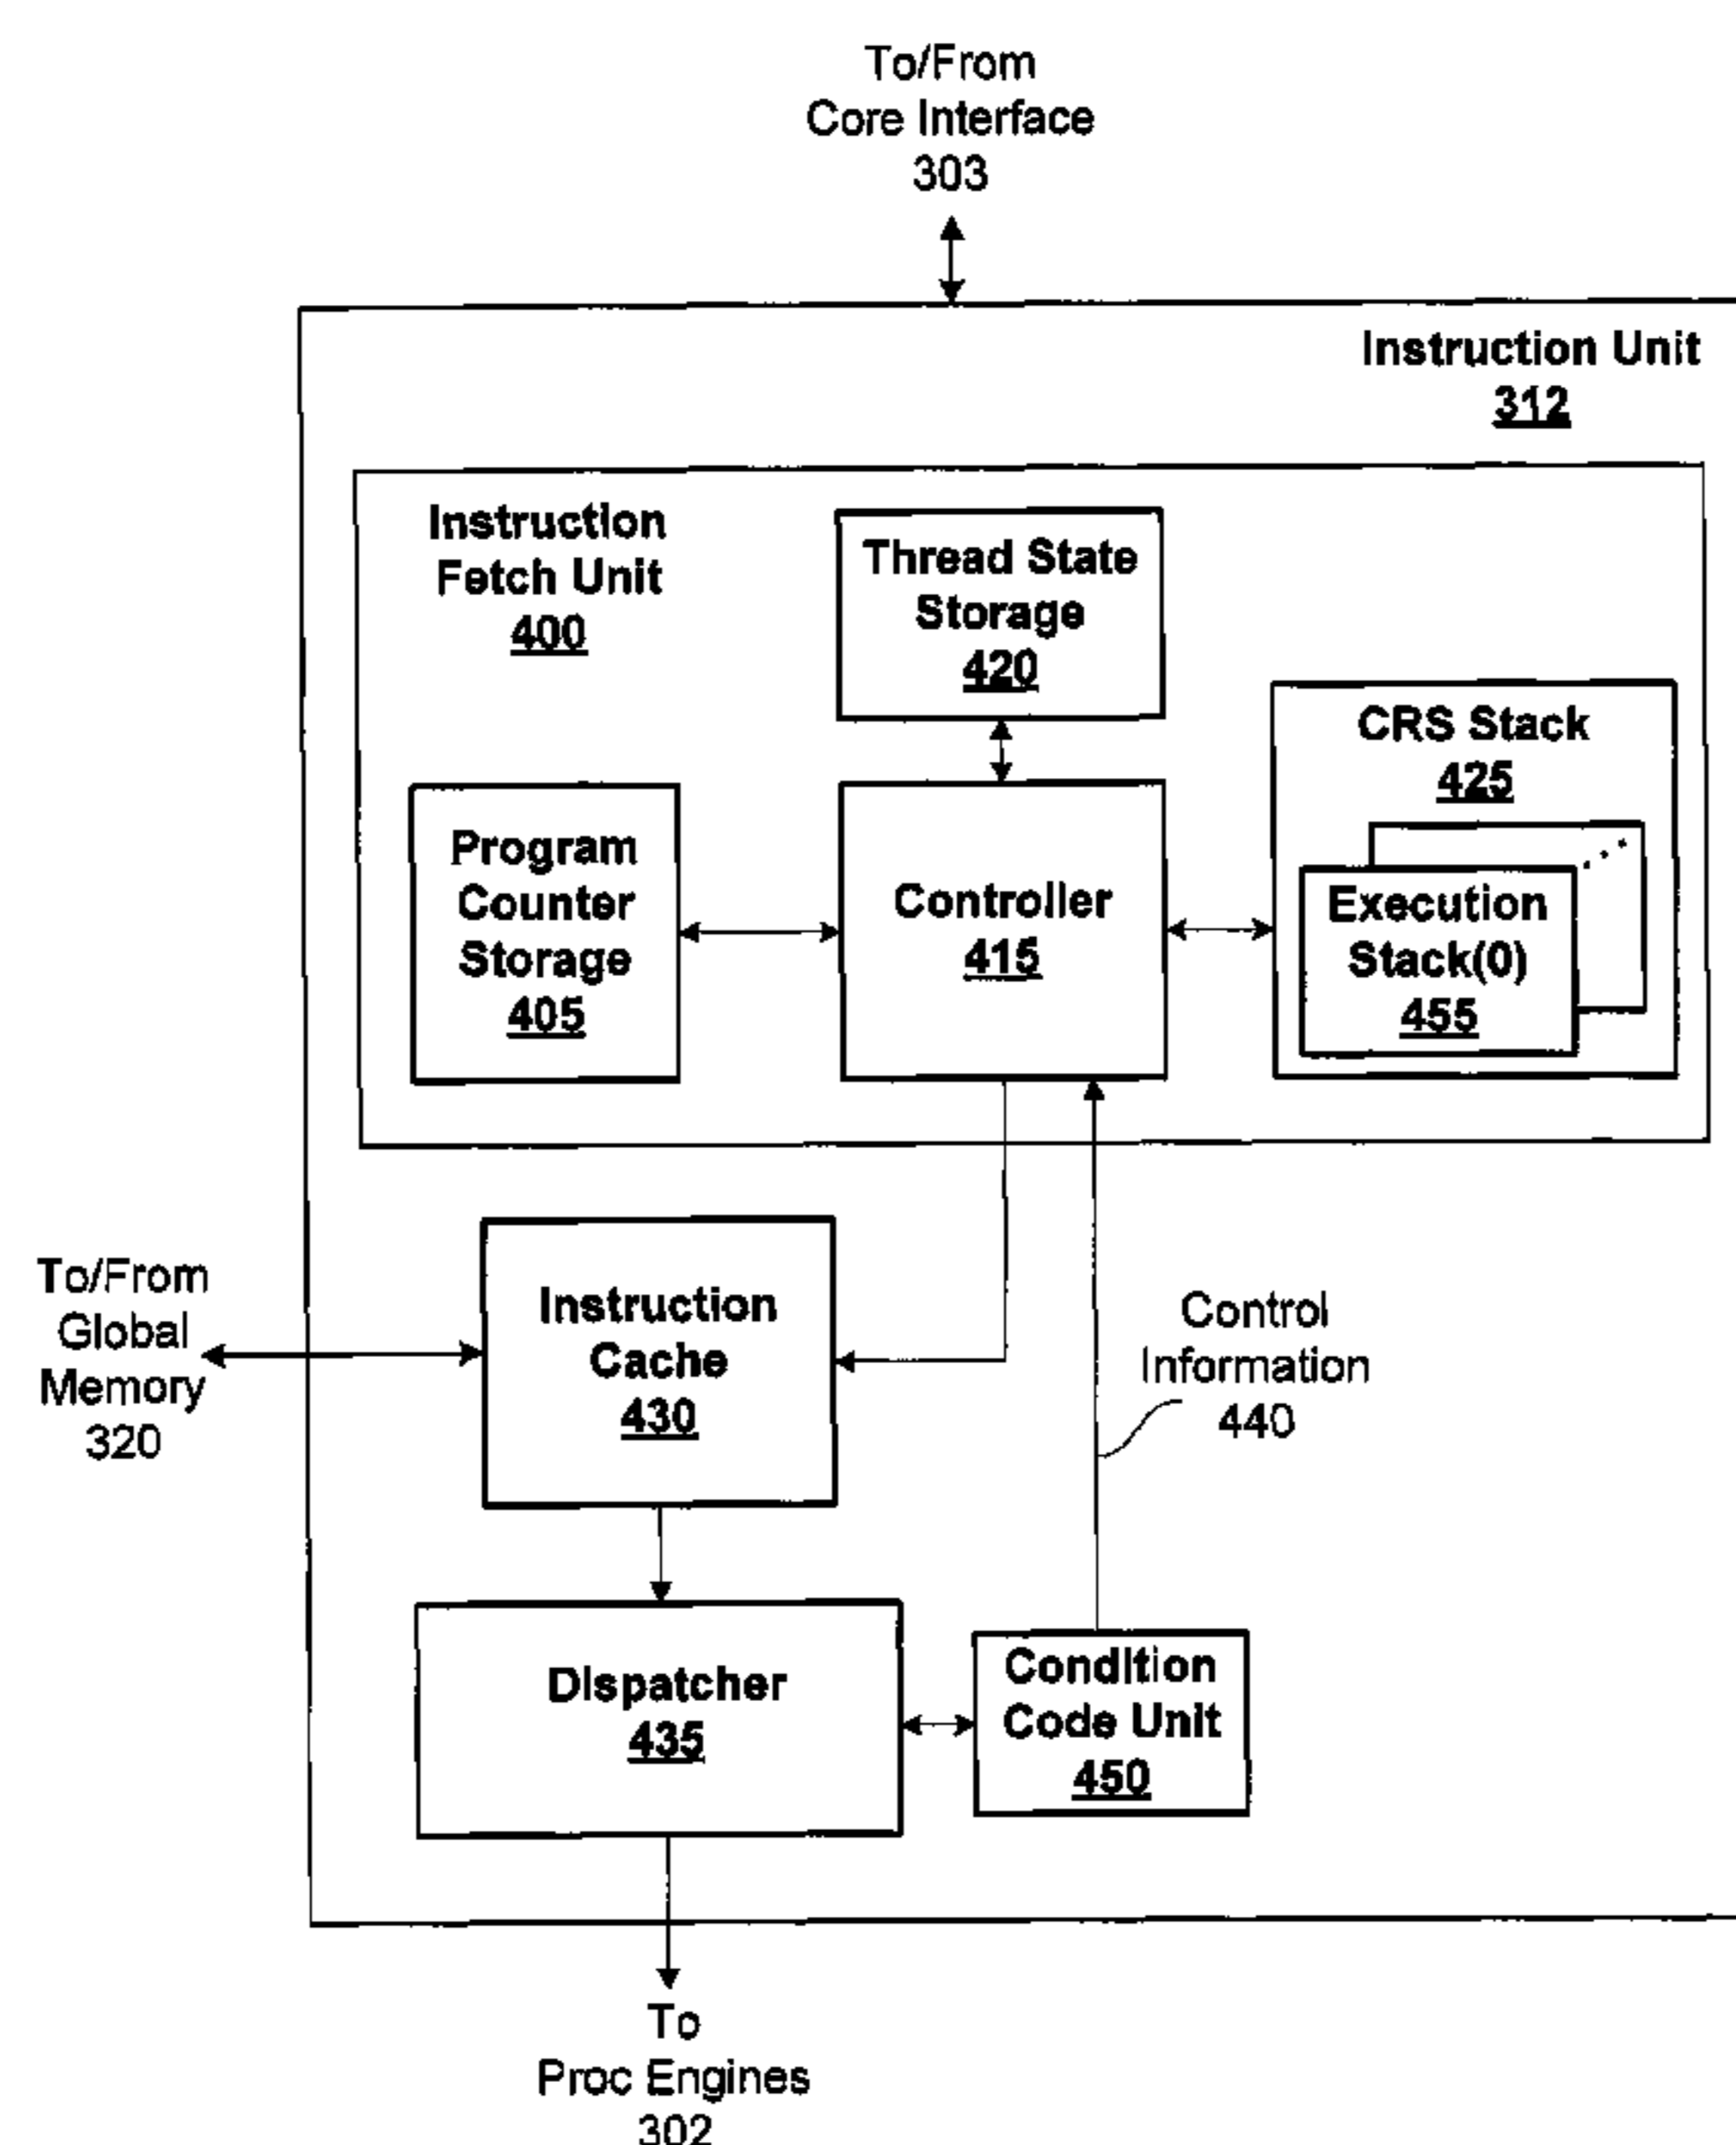 To/From
Core Interface
303
Instruction Unit
312
Instruction
Fetch Unit
400
Thread State
Storage
420
CRS Stack
425
Program
Counter
Storage
405
Controller
415
Execution
Stack(0)
455
To/From
Global
Memory
320
Instruction
Cache
430
Control
Information
440
Dispatcher
435
Condition
Code Unit
450
To
Proc Engines
302